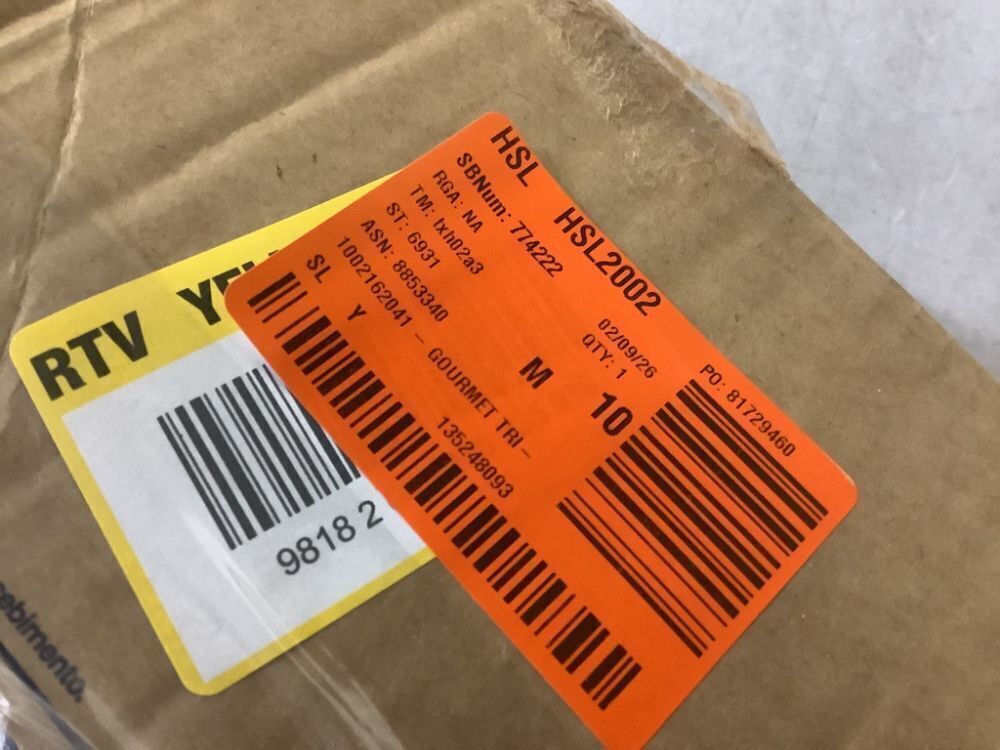 HSL HSL2002
SBNum: 774222 02/09/26 PO: 81729460
RGA: NA QTY: 1
TM: txh02a3 M 10
ST: 6931
ASN: 8853340
1002162041 - GOURMET TRI-
SL Y 135248093
RTV
9818 2